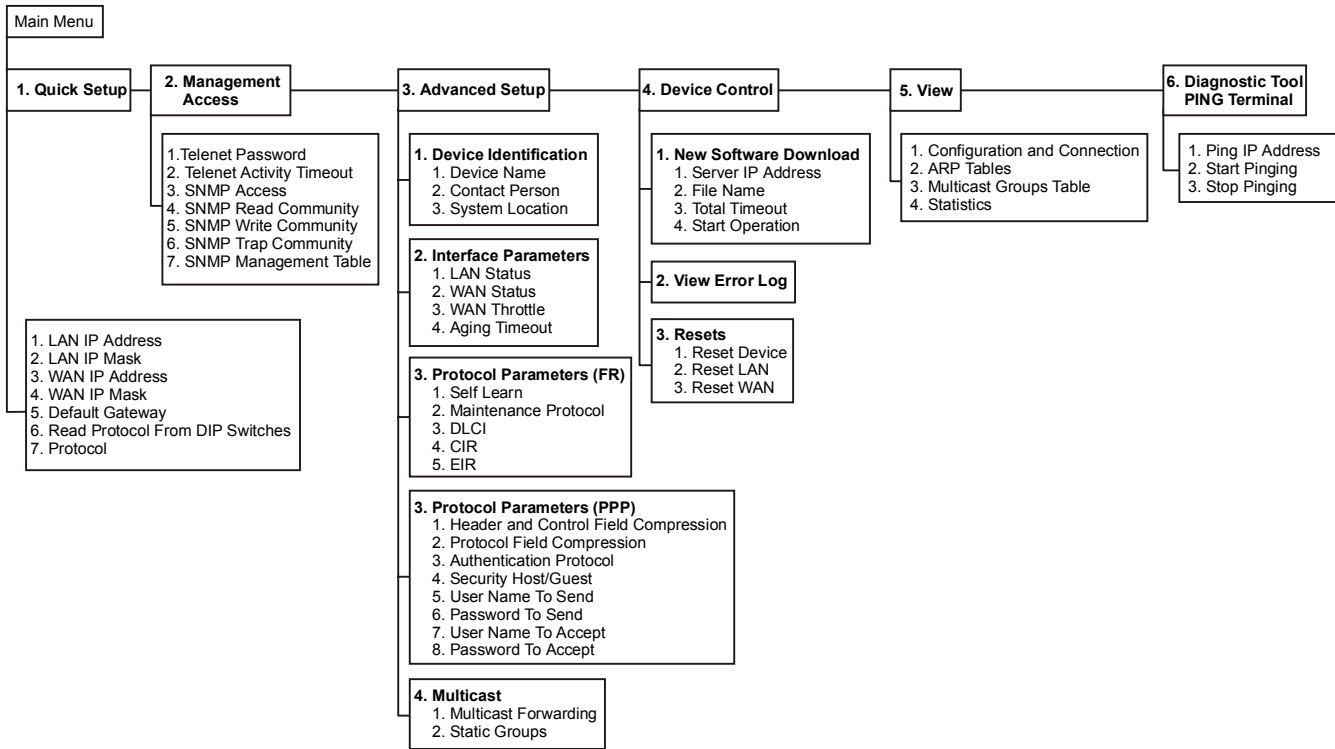 Main Menu
1. Quick Setup
2. Management
Access
3. Advanced Setup
4. Device Control
5. View
6. Diagnostic Tool
PING Terminal
1.Telenet Password
2. Telenet Activity Timeout
3. SNMP Access
4. SNMP Read Community
5. SNMP Write Community
6. SNMP Trap Community
7. SNMP Management Table
1. LAN IP Address
2. LAN IP Mask
3. WAN IP Address
4. WAN IP Mask
5. Default Gateway
6. Read Protocol From DIP Switches
7. Protocol
1. Device Identification
1. Device Name
2. Contact Person
3. System Location
2. Interface Parameters
1. LAN Status
2. WAN Status
3. WAN Throttle
4. Aging Timeout
3. Protocol Parameters (FR)
1. Self Learn
2. Maintenance Protocol
3. DLCI
4. CIR
5. EIR
3. Protocol Parameters (PPP)
1. Header and Control Field Compression
2. Protocol Field Compression
3. Authentication Protocol
4. Security Host/Guest
5. User Name To Send
6. Password To Send
7. User Name To Accept
8. Password To Accept
4. Multicast
1. Multicast Forwarding
2. Static Groups
1. New Software Download
1. Server IP Address
2. File Name
3. Total Timeout
4. Start Operation
2. View Error Log
3. Resets
1. Reset Device
2. Reset LAN
3. Reset WAN
1. Configuration and Connection
2. ARP Tables
3. Multicast Groups Table
4. Statistics
1. Ping IP Address
2. Start Pinging
3. Stop Pinging